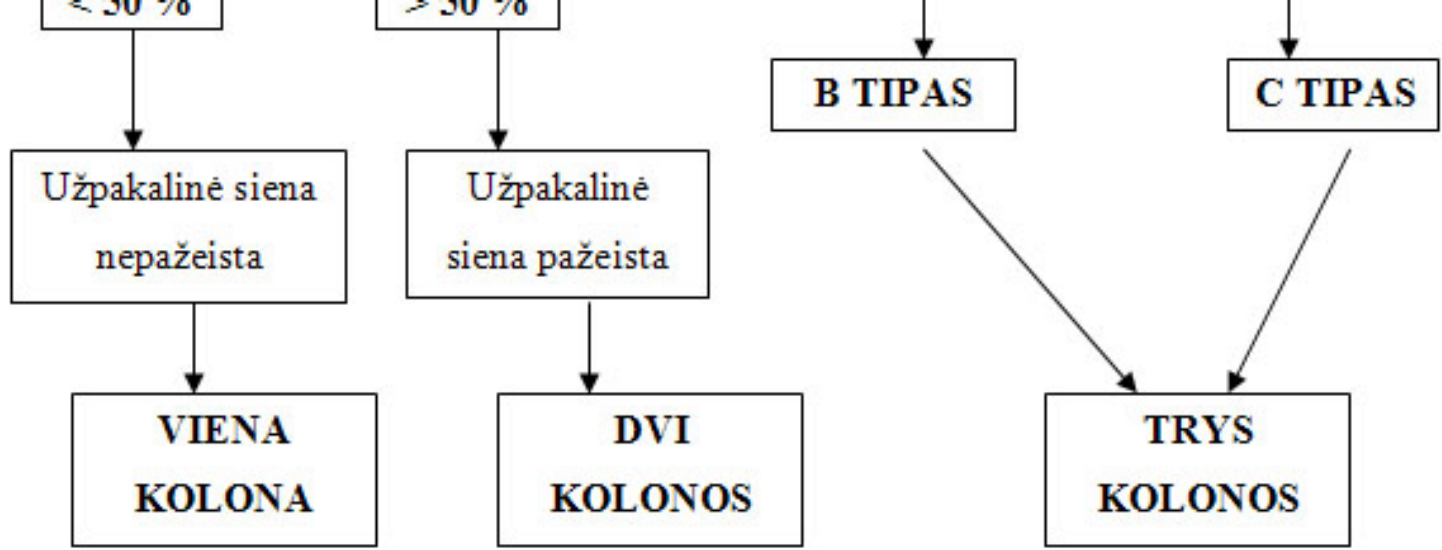 < %
> %
B TIPAS
C TIPAS
Užpakalinė siena
nepažeista
Užpakalinė
siena pažeista
VIENA
KOLONA
DVI
KOLONOS
TRYS
KOLONOS